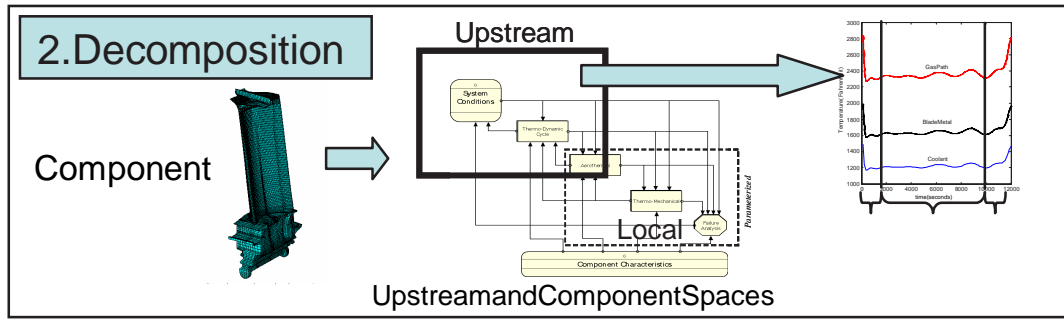 2.Decomposition
Component
Upstream
System
Conditions
Thermo-Dynamic
Cycle
Thermo-Mechanical
Failure
Analysis
Local
Parameterized
Component Characteristics
UpstreamandComponentSpaces
3000
2800
2600
2400
2200
2000
1800
1600
1400
1200
1000
Temperature(Fahrenheit)
GasPath
BladeMetal
Coolant
0 2000 4000 6000 8000 10000 12000
time(seconds)